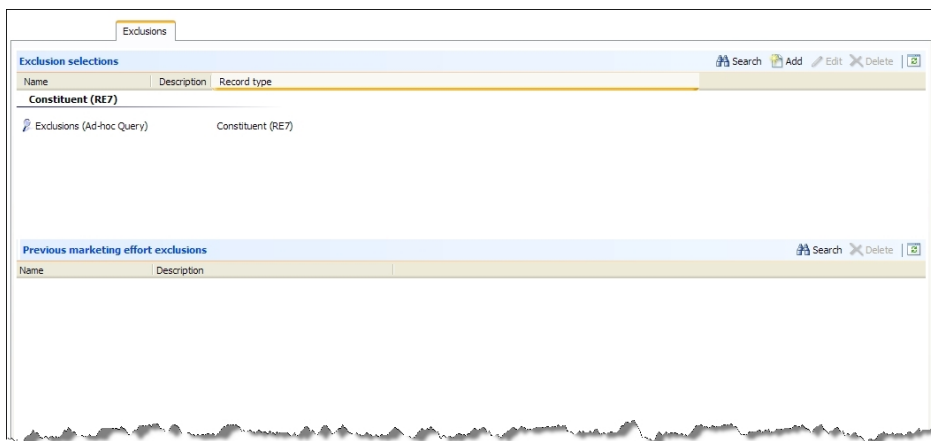 Exclusions
Exclusion selections Search Add Edit Delete
Name Description Record type
Constituent (RE7)
Exclusions (Ad-hoc Query) Constituent (RE7)
Previous marketing effort exclusions Search Delete
Name Description